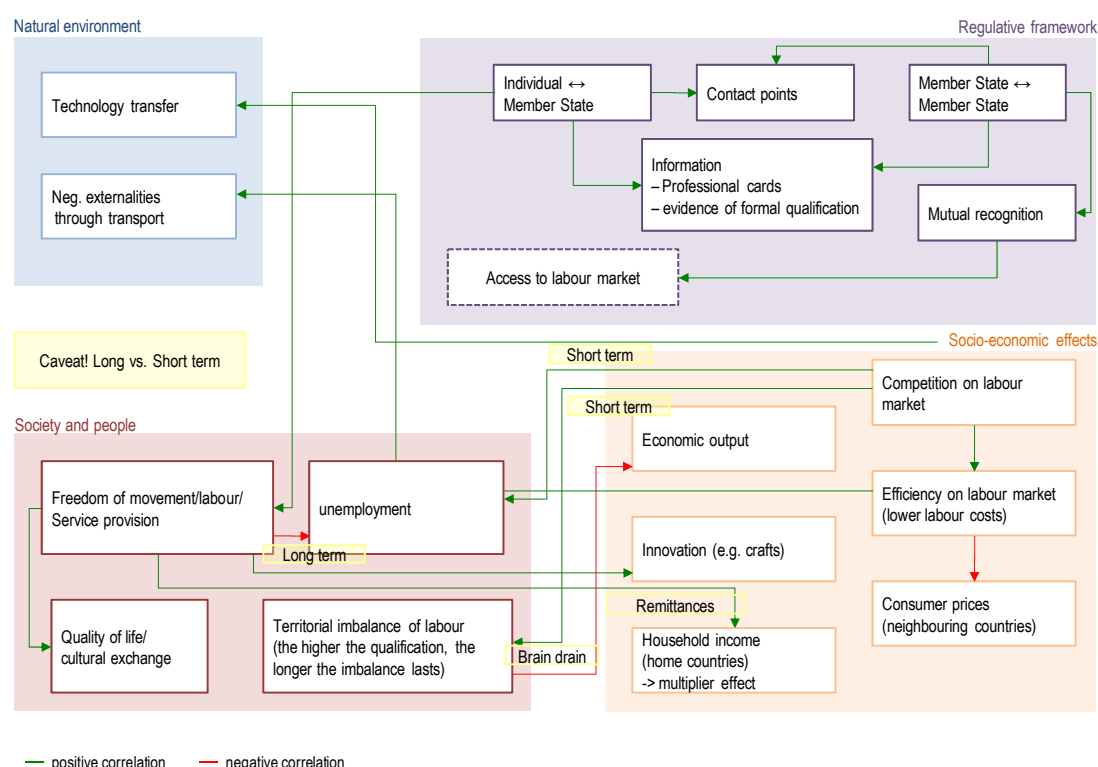 Natural environment
Regulative framework
Technology transfer
Neg. externalities
through transport
Individual ↔
Member State
Contact points
Member State ↔
Member State
Information
– Professional cards
– evidence of formal qualification
Mutual recognition
Access to labour market
Caveat! Long vs. Short term
Socio-economic effects
Short term
Short term
Competition on labour
market
Economic output
Efficiency on labour market
(lower labour costs)
Innovation (e.g. crafts)
Consumer prices
(neighbouring countries)
Remittances
Household income
(home countries)
-> multiplier effect
Society and people
Freedom of movement/labour/
Service provision
unemployment
Long term
Quality of life/
cultural exchange
Territorial imbalance of labour
(the higher the qualification, the
longer the imbalance lasts)
Brain drain
positive correlation
negative correlation